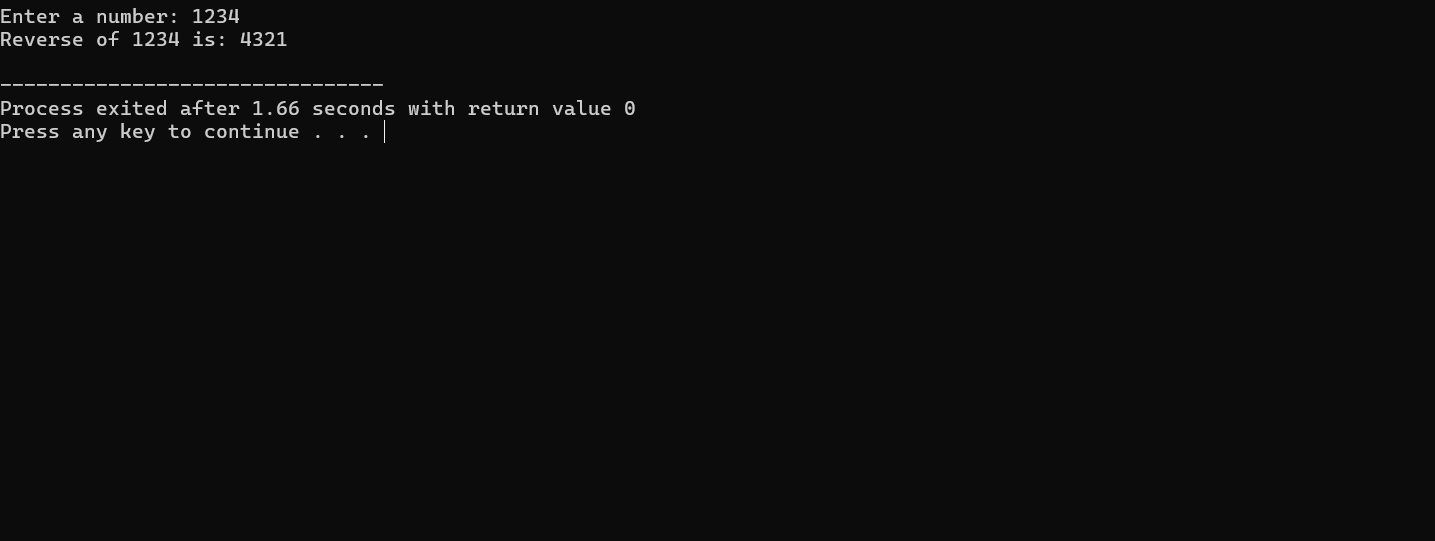 Enter a number: 1234
Reverse of 1234 is: 4321
--------------------------------
Process exited after 1.66 seconds with return value 0
Press any key to continue . . .